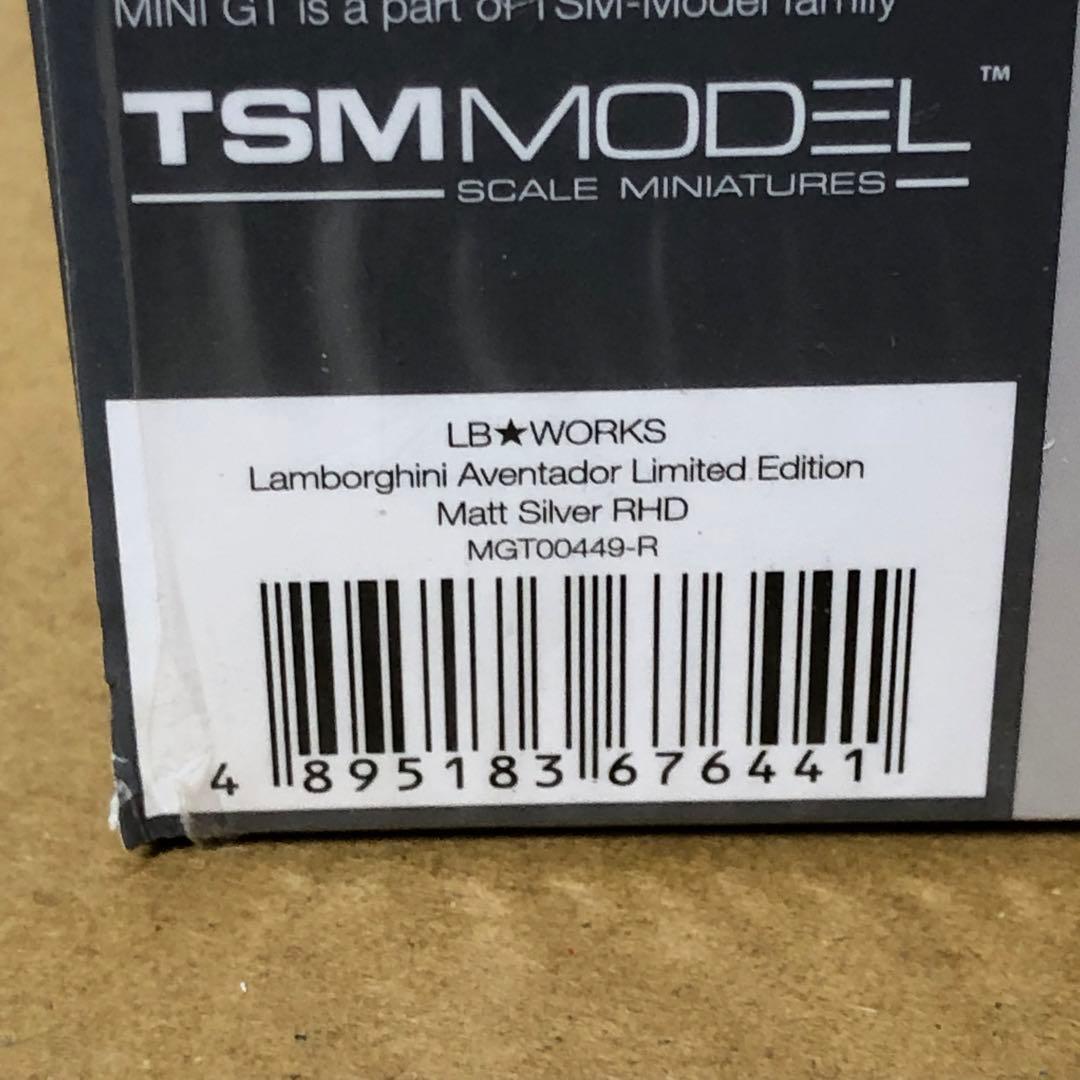 MINI GT is a part of TSM-Model family
TSMMODEL™
SCALE MINIATURES
LB★WORKS
Lamborghini Aventador Limited Edition
Matt Silver RHD
MGT00449-R
4 895183 676441